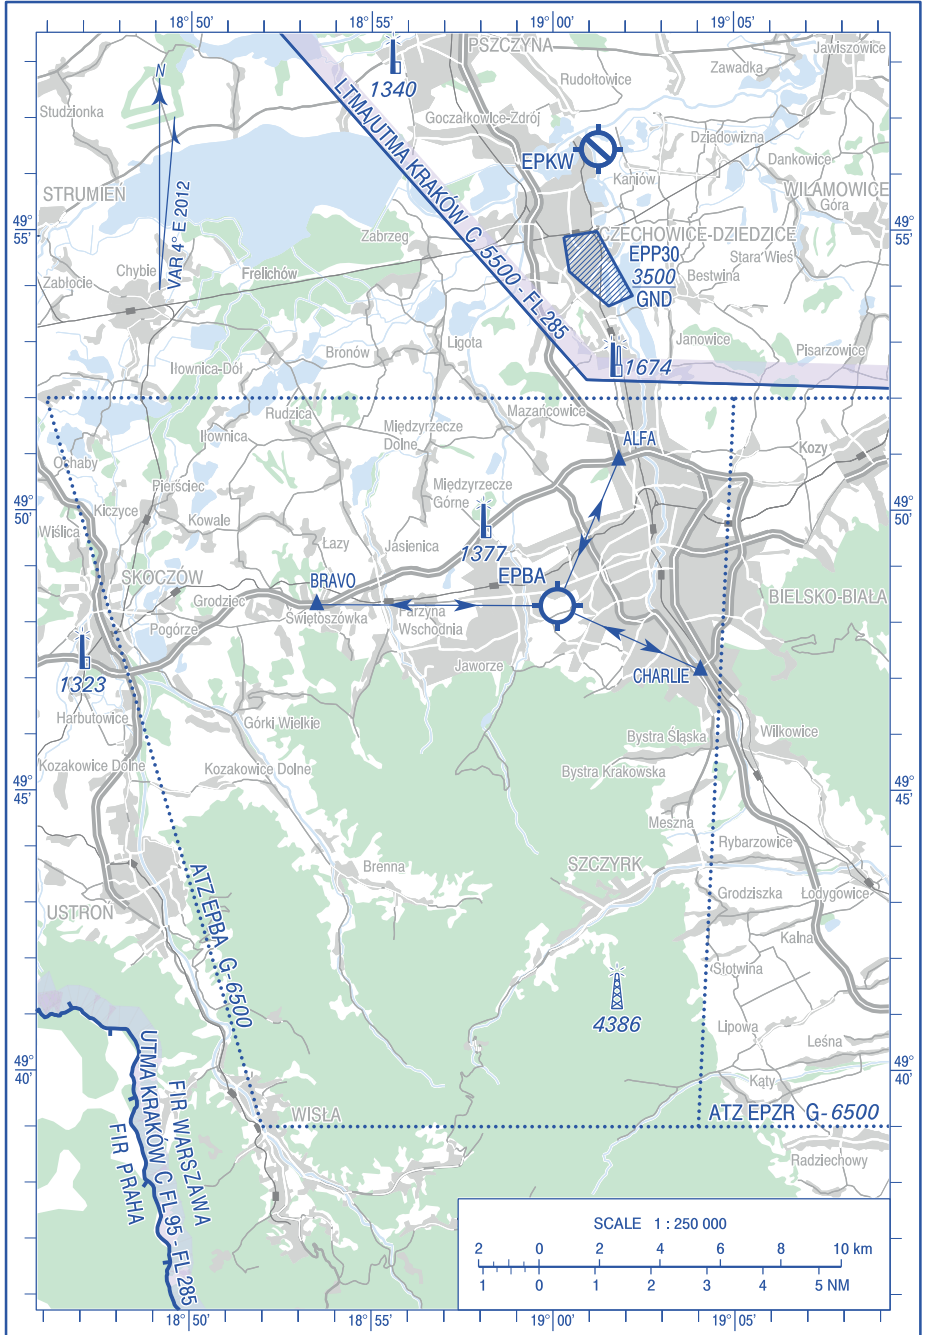 18° 50'
18° 55'
19° 00'
19° 05'
PSZCZYNA
Jawiszowice
N
1340
Rudołtowice
Zawadka
Studzionka
Goczałkowice-Zdrój
LTMA/UTMA KRAKÓW C 5500 - FL 285
Dziadowizna
EPKW
Dankowice
Kaniów
STRUMIEŃ
WILAMOWICE
Góra
VAR 4° E 2012
49°
55'
Zabrzeg
CZECHOWICE-DZIEDZICE
49°
55'
EPP30
Stara Wieś
3500
Bestwina
GND
Chybie
Frelichów
Zabłocie
Bronów
Ligota
Janowice
Pisarzowice
1674
Iłownica-Dół
Rudzica
Mazańcowice
Iłownica
Międzyrzecze
Dolne
ALFA
Kozy
Ochaby
Pierściec
Międzyrzecze
Górne
49°
50'
Kiczyce
Kowale
49°
50'
Wiślica
Łazy
Jasienica
1377
EPBA
SKOCZÓW
BRAVO
Grodziec
BIELSKO-BIAŁA
Świętoszówka
Parzyna
Wschodnia
Pogórze
Jaworze
CHARLIE
1323
Harbutowice
Górki Wielkie
Bystra Śląska
Wilkowice
Kozakowice Dolne
Kozakowice Dolne
Bystra Krakowska
49°
45'
49°
45'
Meszna
Rybarzowice
Brenna
SZCZYRK
ATZ EPBA G-6500
Grodziszka
Łodygowice
USTROŃ
Kalna
Słotwina
4386
Lipowa
Leśna
49°
40'
49°
40'
Kąty
WISŁA
ATZ EPZR G-6500
UTMA KRAKÓW C FL 95 - FL 285
FIR WARSZAWA
FIR PRAHA
Radziechowy
SCALE 1 : 250 000
2 0 2 4 6 8 10 km
1 0 1 2 3 4 5 NM
18° 50'
18° 55'
19° 00'
19° 05'